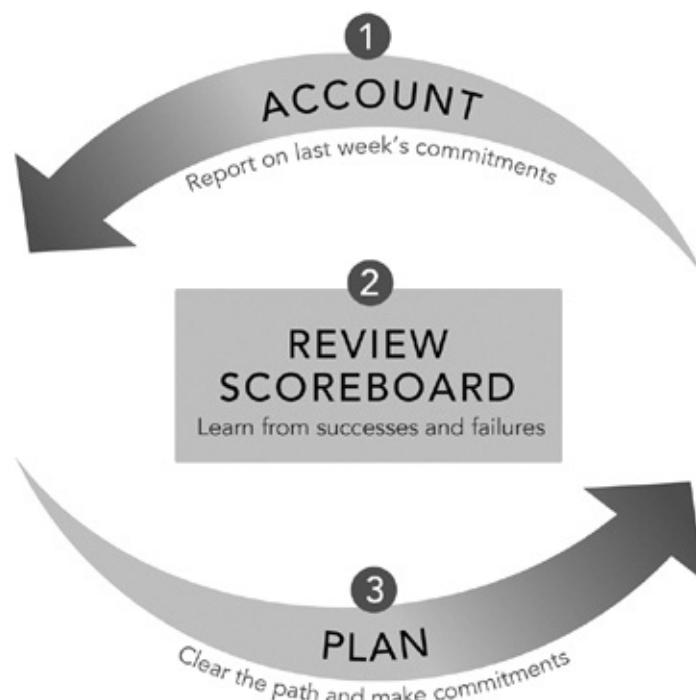 1
ACCOUNT
Report on last week's commitments
2
REVIEW
SCOREBOARD
Learn from successes and failures
3
PLAN
Clear the path and make commitments